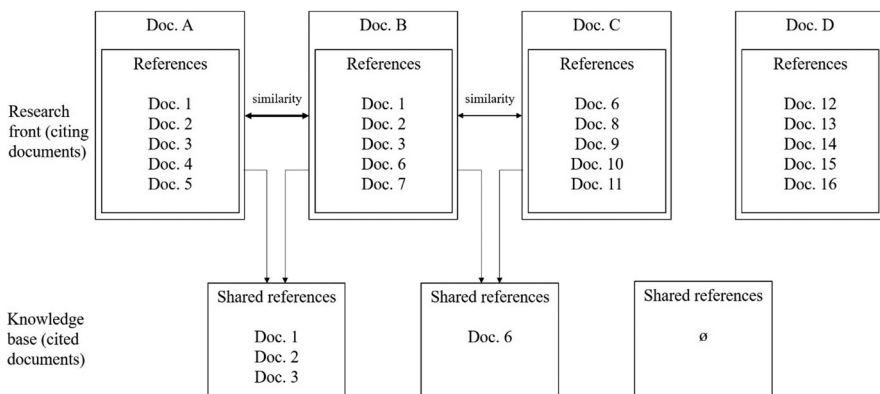 Doc. A
References
Doc. 1
Doc. 2
Doc. 3
Doc. 4
Doc. 5
similarity
Doc. B
References
Doc. 1
Doc. 2
Doc. 3
Doc. 6
Doc. 7
similarity
Doc. C
References
Doc. 6
Doc. 8
Doc. 9
Doc. 10
Doc. 11
Doc. D
References
Doc. 12
Doc. 13
Doc. 14
Doc. 15
Doc. 16
Research
front (citing
documents)
Knowledge
base (cited
documents)
Shared references
Doc. 1
Doc. 2
Doc. 3
Shared references
Doc. 6
Shared references
ø